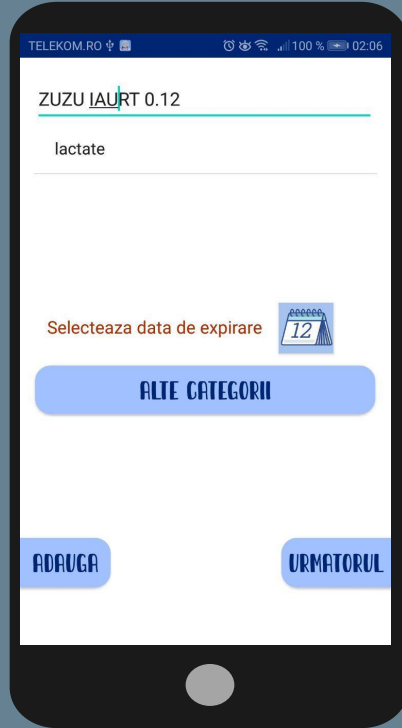 TELEKOM.RO 100 % 02:06
ZUZU IAURT 0.12
lactate
Selecteaza data de expirare
12
ALTE CATEGORII
ADAUGA
URMATORUL